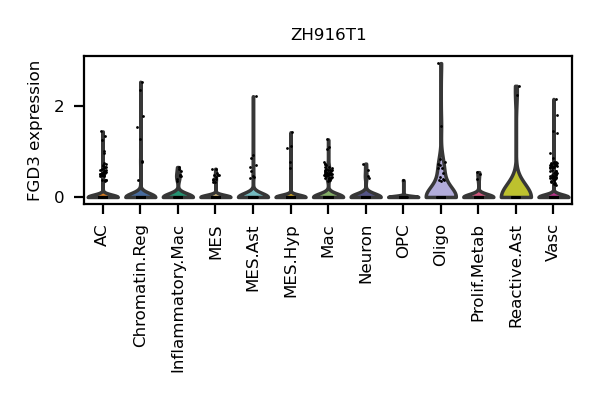 ZH916T1
FGD3 expression
2
0
AC
Chromatin.Reg
Inflammatory.Mac
MES
MES.Ast
MES.Hyp
Mac
Neuron
OPC
Oligo
Prolif.Metab
Reactive.Ast
Vasc